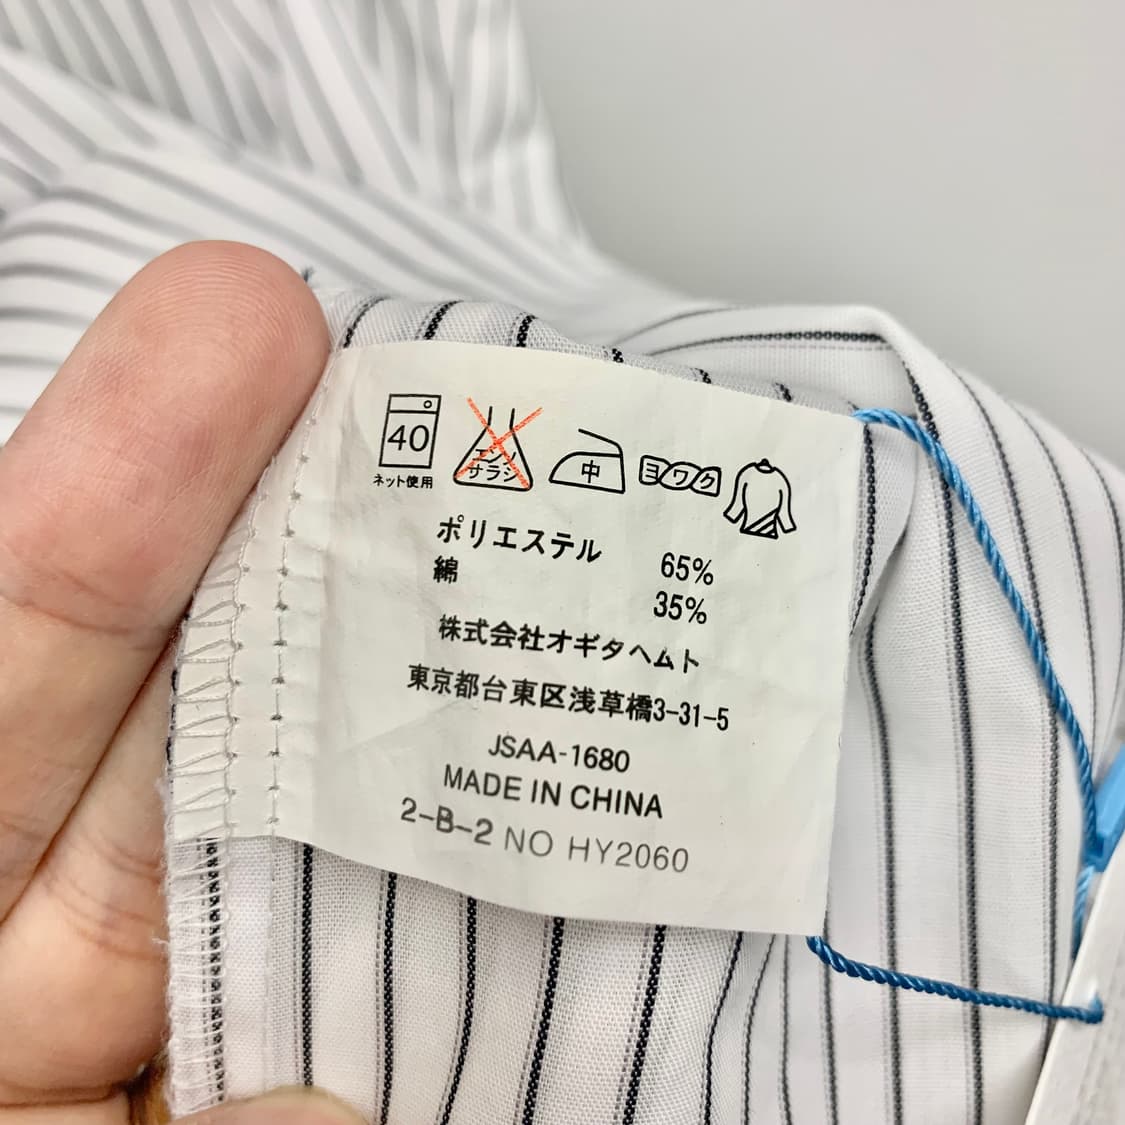 40
ネット使用
エンソ
サラシ
中
ヨワク
ポリエステル 65%
綿 35%
株式会社オギタヘムト
東京都台東区浅草橋3-31-5
JSAA-1680
MADE IN CHINA
2-B-2 NO HY2060